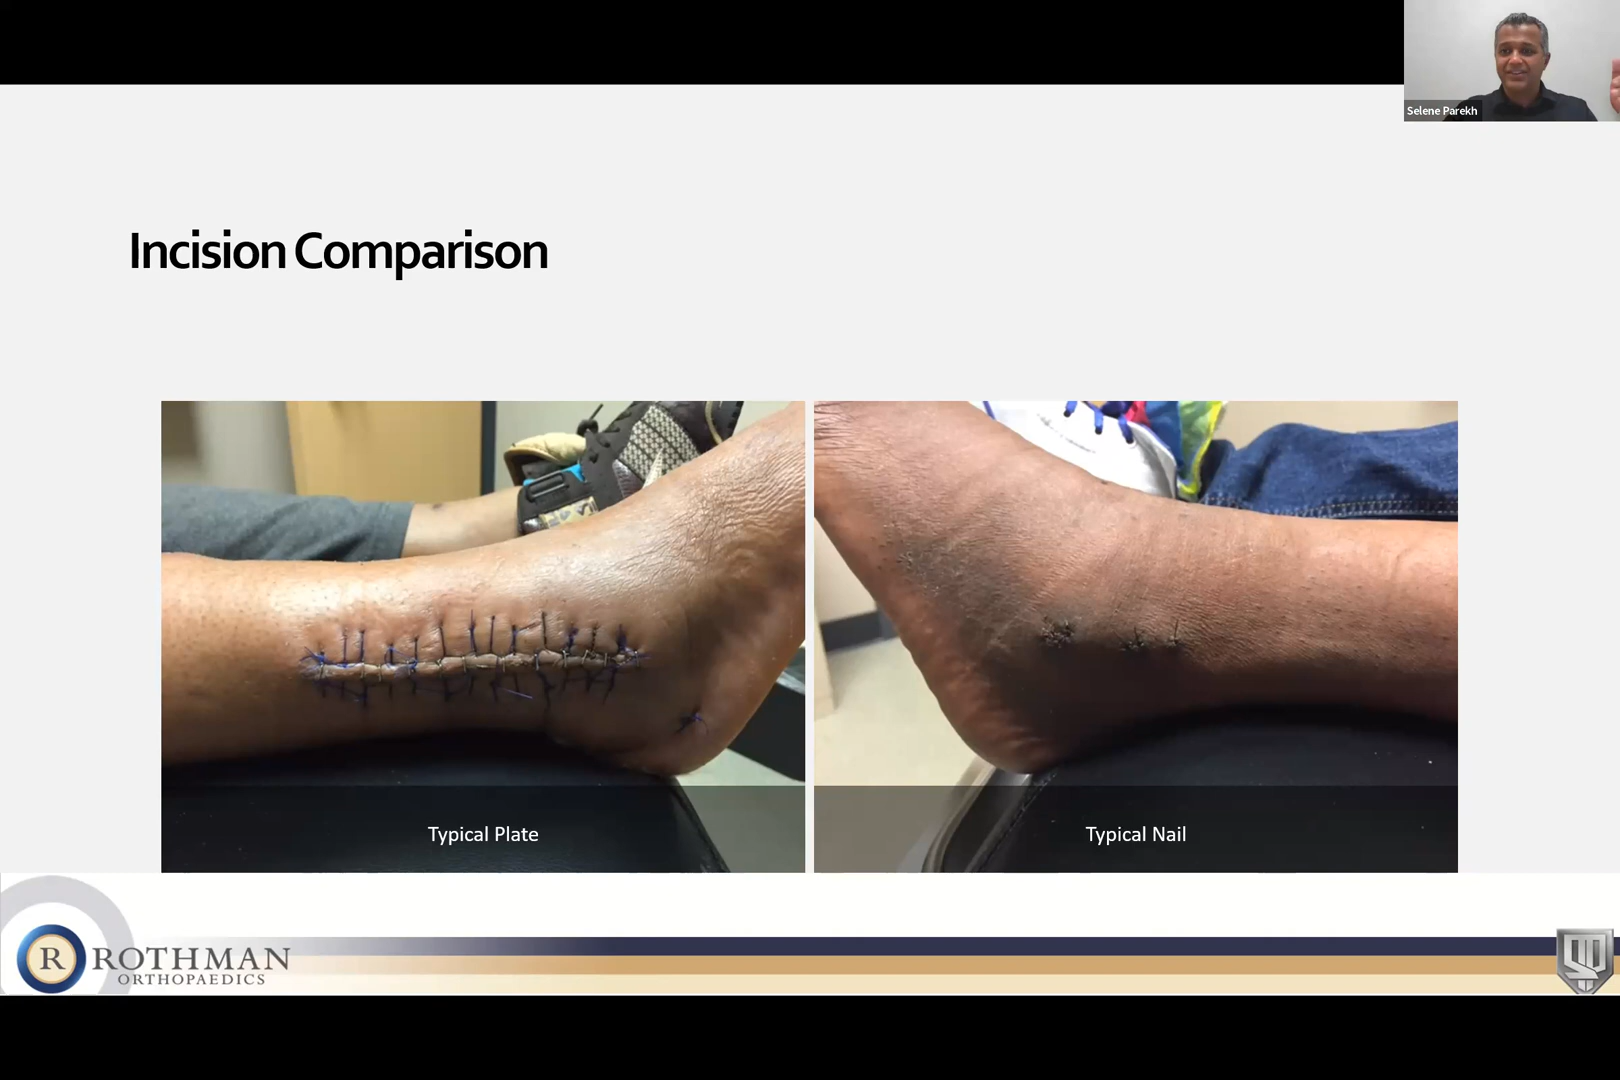 Selene Parekh
Incision Comparison
Typical Plate
Typical Nail
R ROTHMAN
ORTHOPAEDICS